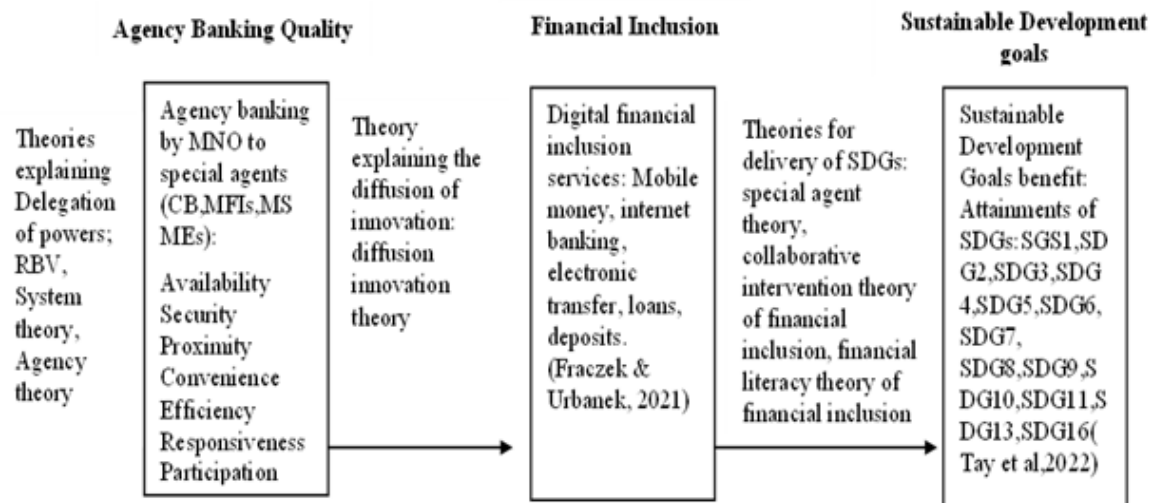 Agency Banking Quality
Financial Inclusion
Sustainable Development
goals
Theories
explaining
Delegation
of powers;
RBV,
System
theory,
Agency
theory
Agency banking
by MNO to
special agents
(CB,MFIs,MS
MEs):
Availability
Security
Proximity
Convenience
Efficiency
Responsiveness
Participation
Theory
explaining the
diffusion of
innovation:
diffusion
innovation
theory
Digital financial
inclusion
services: Mobile
money, internet
banking,
electronic
transfer, loans,
deposits.
(Fraczek &
Urbanek, 2021)
Theories for
delivery of SDGs:
special agent
theory,
collaborative
intervention theory
of financial
inclusion, financial
literacy theory of
financial inclusion
Sustainable
Development
Goals benefit:
Attainments of
SDGs: SGS1,SD
G2,SDG3,SDG
4,SDG5,SDG6,
SDG7,
SDG8,SDG9,S
DG10,SDG11,S
DG13,SDG16(
Tay et al,2022)